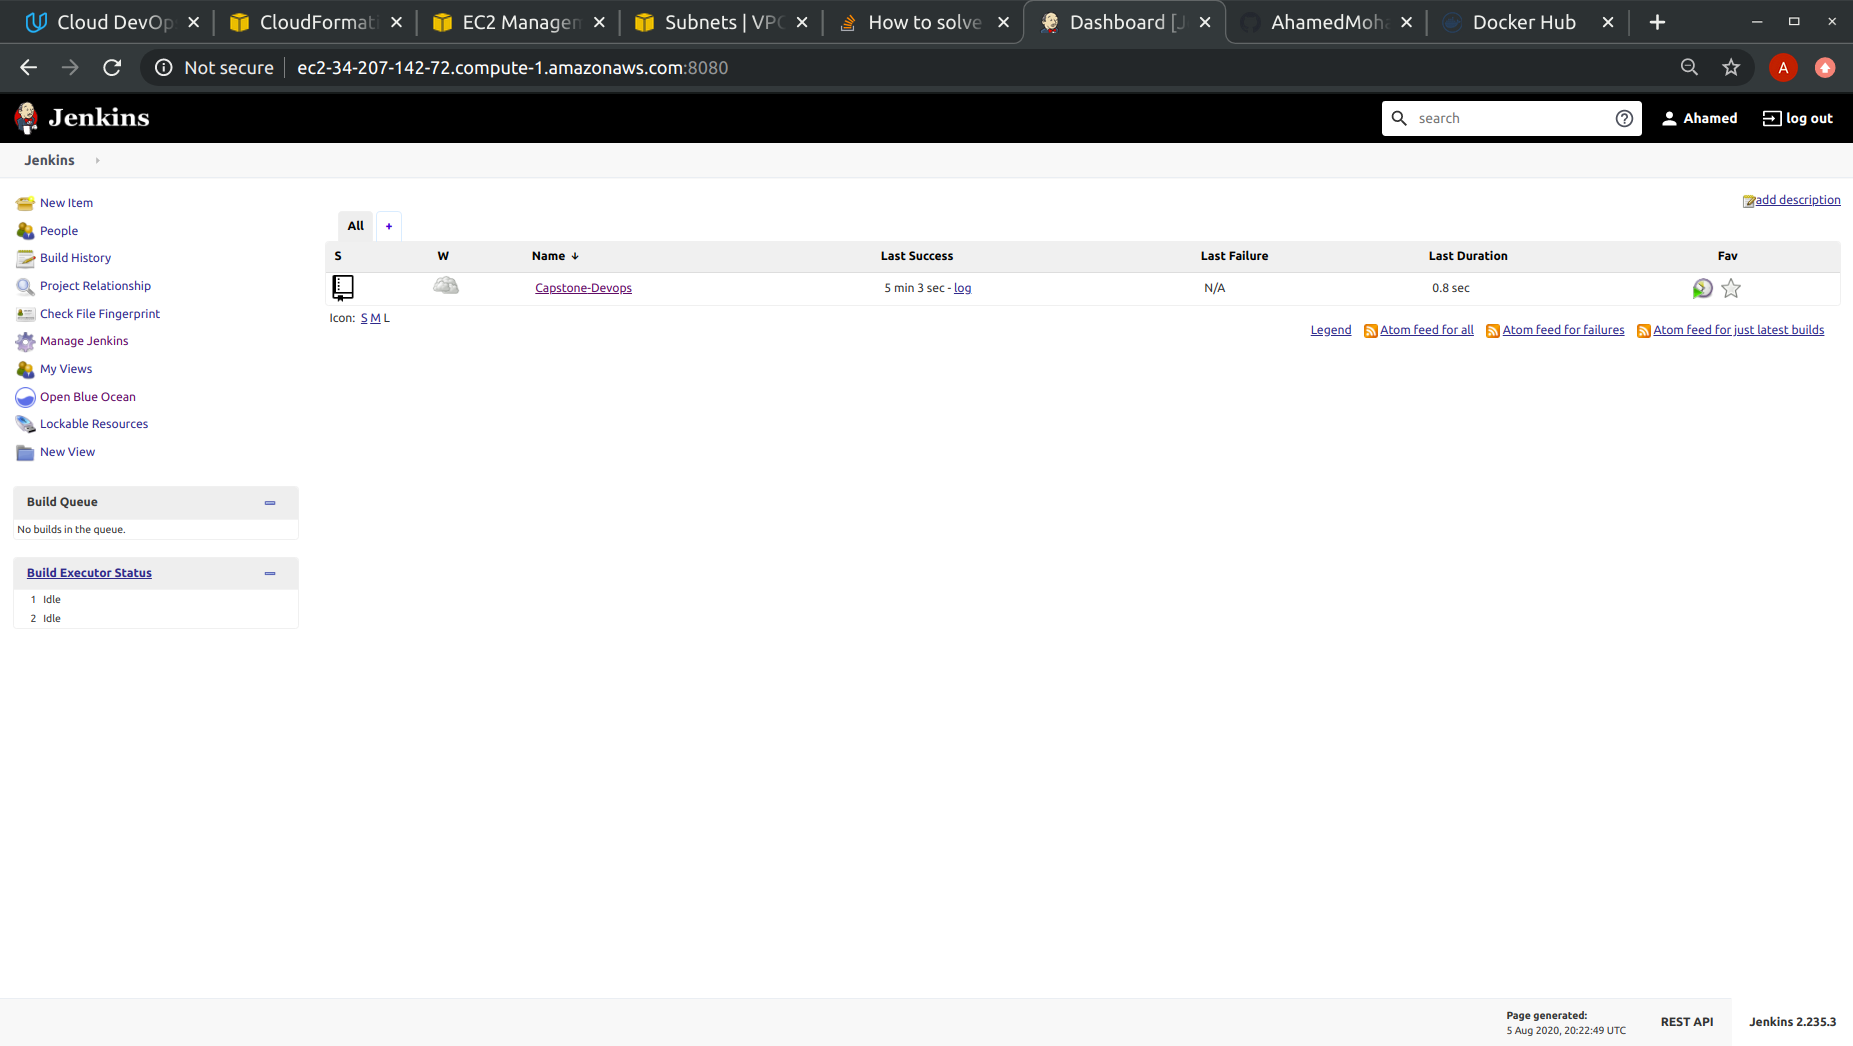 Cloud DevOp
CloudFormati
EC2 Managem
Subnets | VPC
How to solve
Dashboard [J
AhamedMoha
Docker Hub
Not secure
ec2-34-207-142-72.compute-1.amazonaws.com:8080
A
Jenkins
search
Ahamed
log out
Jenkins
New Item
People
Build History
Project Relationship
Check File Fingerprint
Manage Jenkins
My Views
Open Blue Ocean
Lockable Resources
New View
Build Queue
No builds in the queue.
Build Executor Status
1 Idle
2 Idle
add description
All +
S W Name ↓ Last Success Last Failure Last Duration Fav
Capstone-Devops 5 min 3 sec - log N/A 0.8 sec
Icon: S M L
Legend Atom feed for all Atom feed for failures Atom feed for just latest builds
Page generated:
5 Aug 2020, 20:22:49 UTC
REST API
Jenkins 2.235.3